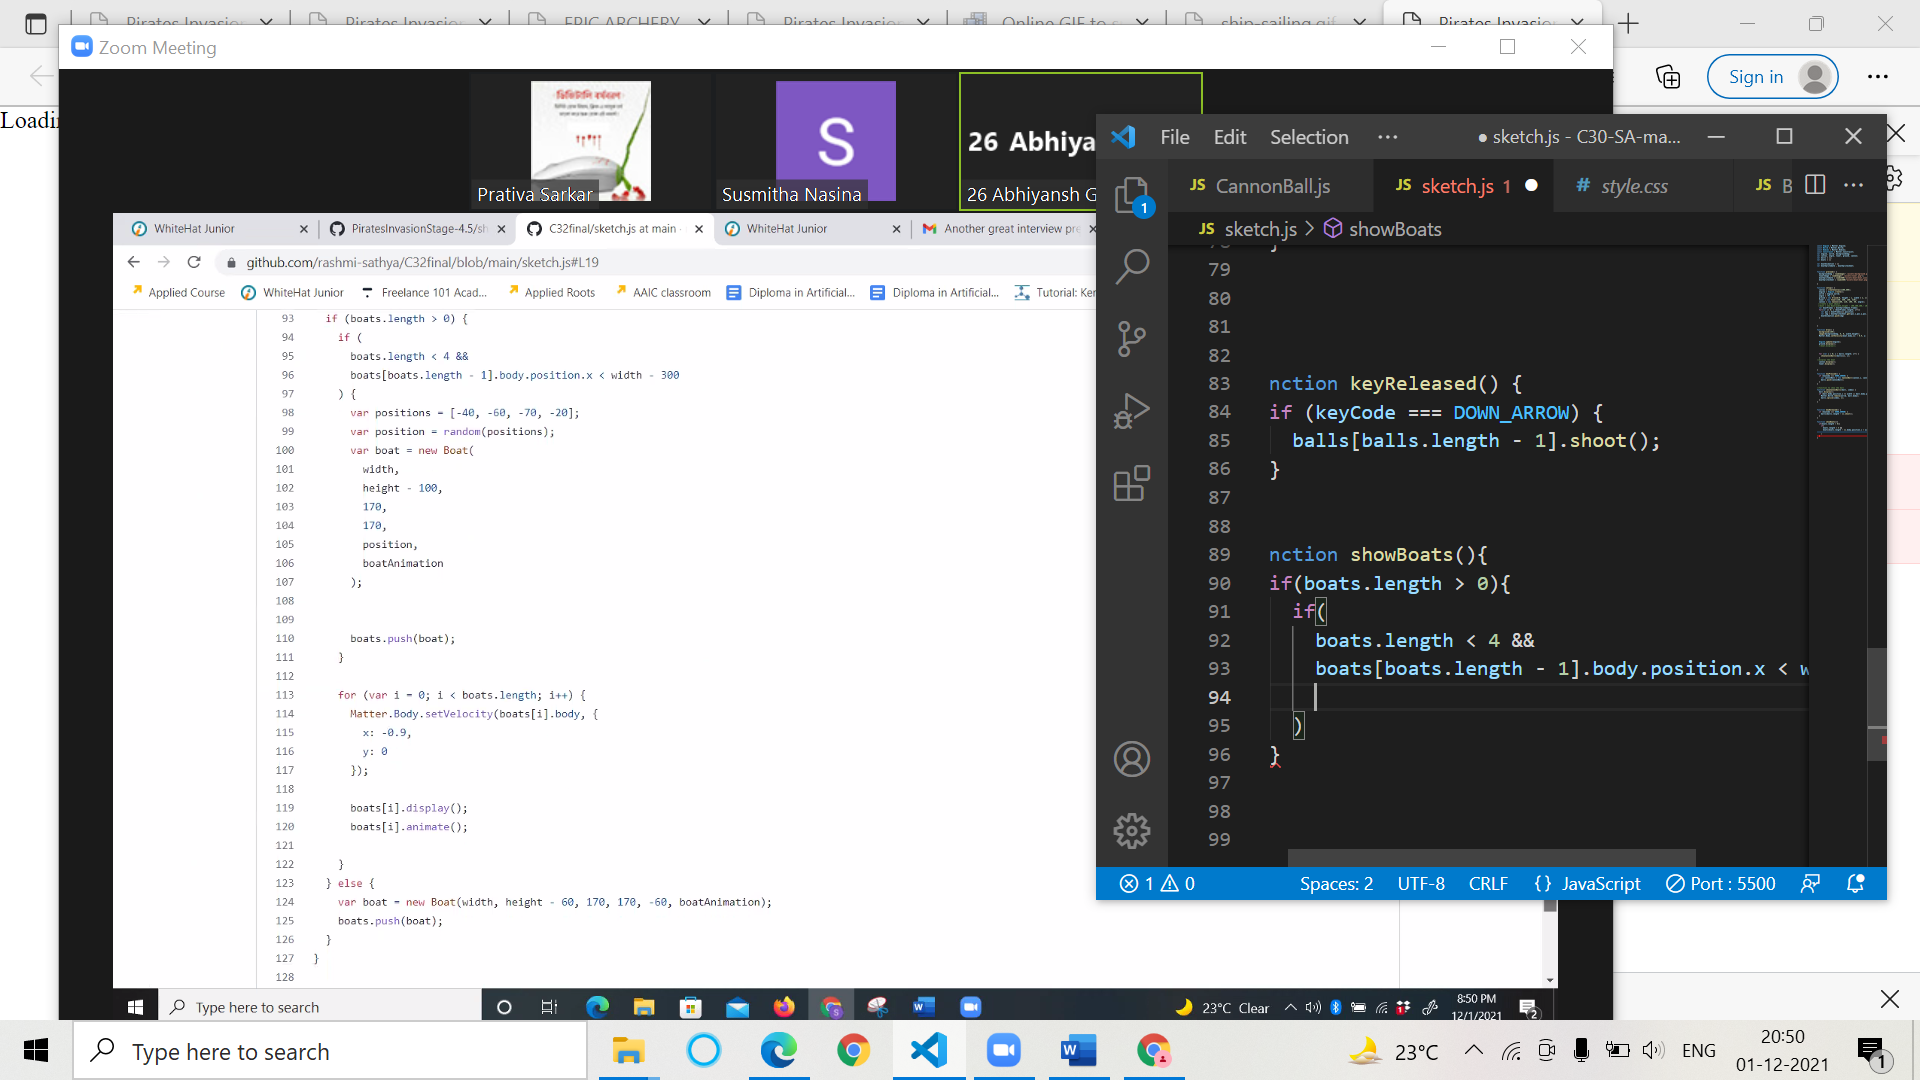 Pirates Invasio
Pirates Invasio
EPIC ARCHERY
Pirates Invasio
Online GIF to s
ship-sailing.gif
Pirates Invasio
Zoom Meeting
Sign in
Loadin
Prativa Sarkar
S
Susmitha Nasina
26 Abhiya
26 Abhiyansh G
WhiteHat Junior
PiratesInvasionStage-4.5/sh
C32final/sketch.js at main
WhiteHat Junior
Another great interview pre
github.com/rashmi-sathya/C32final/blob/main/sketch.js#L19
Applied Course
WhiteHat Junior
Freelance 101 Acad...
Applied Roots
AAIC classroom
Diploma in Artificial...
Diploma in Artificial...
Tutorial: Ker
93 if (boats.length > 0) {
94 if (
95 boats.length < 4 &&
96 boats[boats.length - 1].body.position.x < width - 300
97 ) {
98 var positions = [-40, -60, -70, -20];
99 var position = random(positions);
100 var boat = new Boat(
101 width,
102 height - 100,
103 170,
104 170,
105 position,
106 boatAnimation
107 );
108
109
110 boats.push(boat);
111 }
112
113 for (var i = 0; i < boats.length; i++) {
114 Matter.Body.setVelocity(boats[i].body, {
115 x: -0.9,
116 y: 0
117 });
118
119 boats[i].display();
120 boats[i].animate();
121
122 }
123 } else {
124 var boat = new Boat(width, height - 60, 170, 170, -60, boatAnimation);
125 boats.push(boat);
126 }
127 }
128
Type here to search
23°C Clear
8:50 PM
12/1/2021
2
File Edit Selection ···
● sketch.js - C30-SA-ma...
1
JS CannonBall.js
JS sketch.js 1
# style.css
JS B
JS sketch.js > showBoats
78 }
79
80
81
82
83 nction keyReleased() {
84 if (keyCode === DOWN_ARROW) {
85 balls[balls.length - 1].shoot();
86 }
87
88
89 nction showBoats(){
90 if(boats.length > 0){
91 if(
92 boats.length < 4 &&
93 boats[boats.length - 1].body.position.x < w
94
95 )
96 }
97
98
99
1 0
Spaces: 2
UTF-8
CRLF
{} JavaScript
Port : 5500
Type here to search
23°C
ENG
20:50
01-12-2021
1